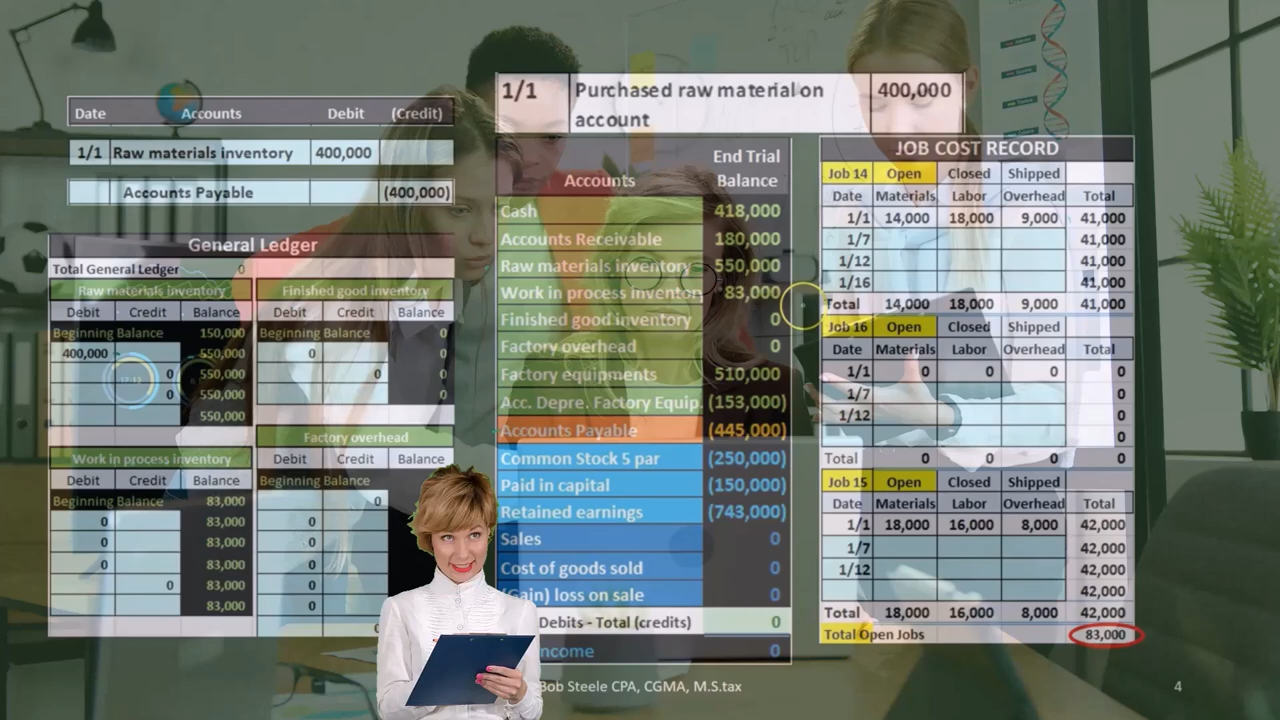 Date Accounts Debit (Credit)
1/1 Raw materials inventory 400,000
Accounts Payable (400,000)
1/1 Purchased raw material on account 400,000
General Ledger
Total General Ledger 0
Raw materials inventory Finished good inventory
Debit Credit Balance Debit Credit Balance
Beginning Balance 150,000 Beginning Balance 0
400,000 550,000 0 0
0 550,000 0 0
0 550,000 0
550,000
Factory overhead
Work in process inventory Debit Credit Balance
Debit Credit Balance Beginning Balance
Beginning Balance 83,000 0
0 83,000 0
0 83,000 0
0 83,000 0
0 83,000 0
83,000 0
Accounts End Trial Balance
Cash 418,000
Accounts Receivable 180,000
Raw materials inventory 550,000
Work in process inventor 83,000
Finished good inventory 0
Factory overhead 0
Factory equipments 510,000
Acc. Depre. Factory Equip. (153,000)
Accounts Payable (445,000)
Common Stock 5 par (250,000)
Paid in capital (150,000)
Retained earnings (743,000)
Sales 0
Cost of goods sold 0
(Gain) loss on sale 0
Debits - Total (credits) 0
income 0
JOB COST RECORD
Job 14 Open Closed Shipped
Date Materials Labor Overhead Total
1/1 14,000 18,000 9,000 41,000
1/7 41,000
1/12 41,000
1/16 41,000
Total 14,000 18,000 9,000 41,000
Job 16 Open Closed Shipped
Date Materials Labor Overhead Total
1/1 0 0 0 0
1/7 0
1/12 0
0
Total 0 0 0 0
Job 15 Open Closed Shipped
Date Materials Labor Overhead Total
1/1 18,000 16,000 8,000 42,000
1/7 42,000
1/12 42,000
42,000
Total 18,000 16,000 8,000 42,000
Total Open Jobs 83,000
Bob Steele CPA, CGMA, M.S.tax
4